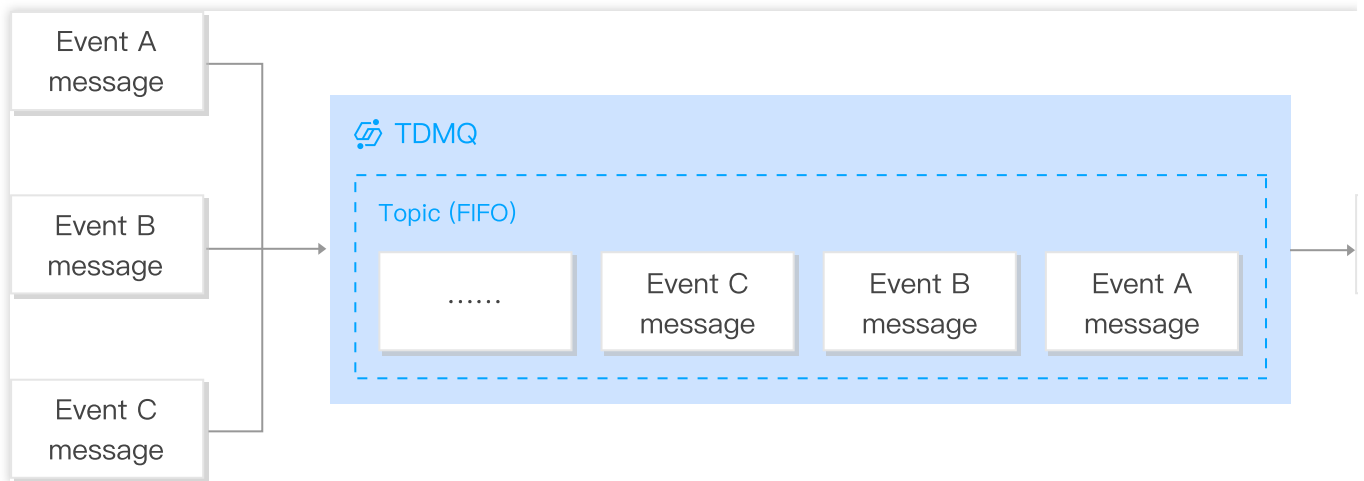 Event A
message
TDMQ
Topic (FIFO)
Event B
message
......
Event C
message
Event B
message
Event A
message
Event C
message